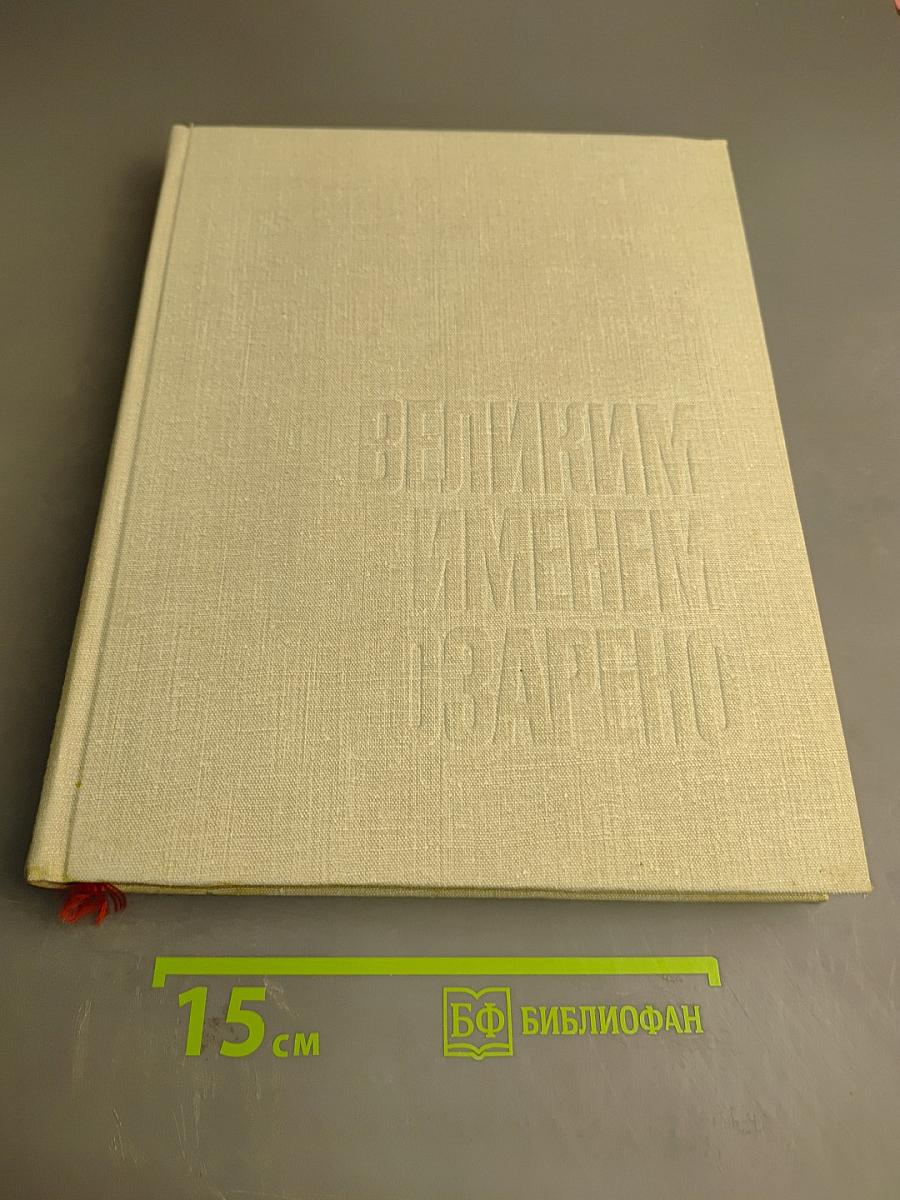 ВЕЛИКИМ
ИМЕНЕМ
ОЗАРЕНО
15 см
БФ БИБЛИОФАН